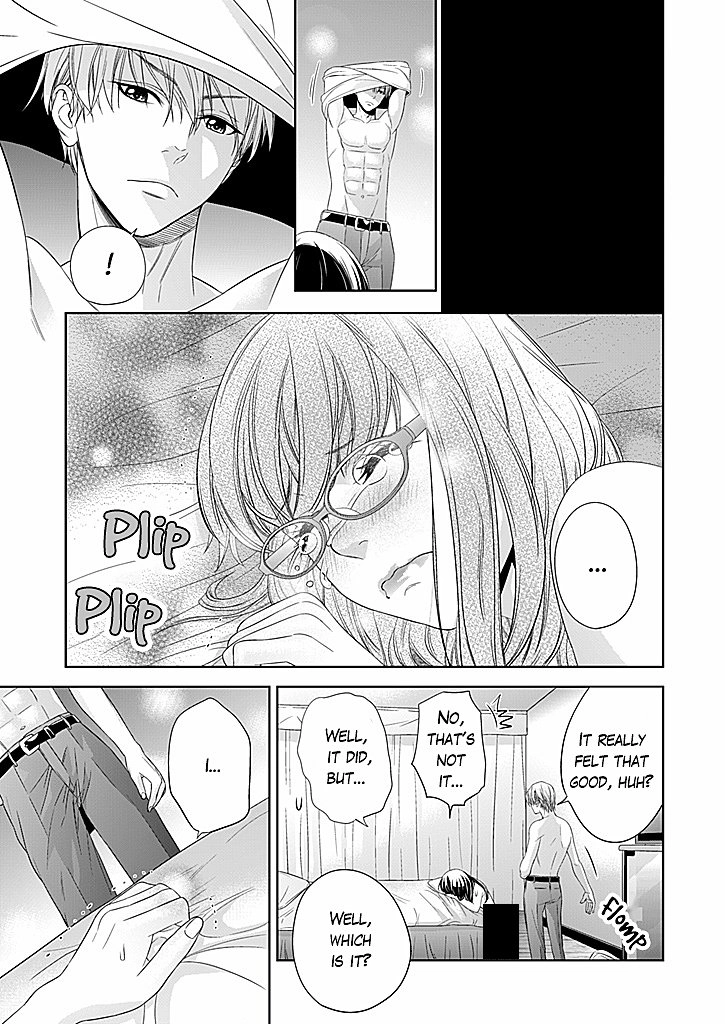 !
...
Plip
Plip
IT REALLY
FELT THAT
GOOD, HUH?
NO,
THAT'S
NOT
IT...
WELL,
IT DID,
BUT...
Flomp
WELL,
WHICH
IS IT?
I...